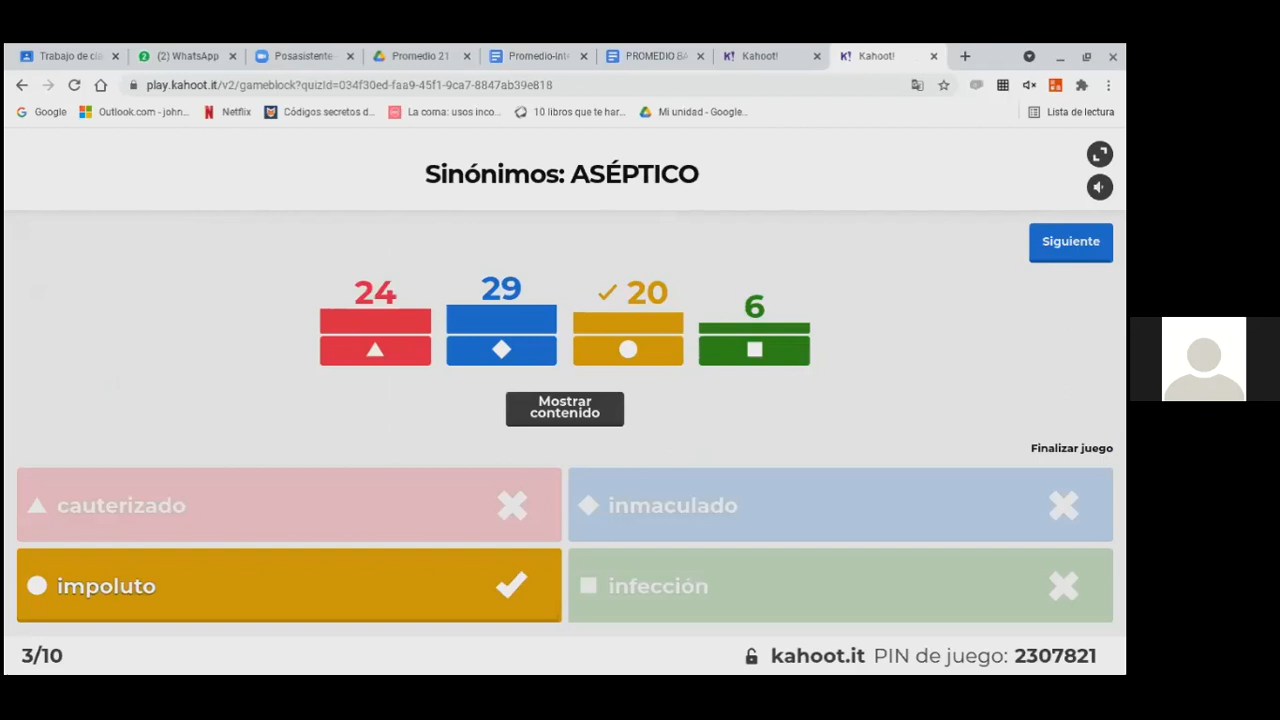 Trabajo de cla
(2) WhatsApp
Posasistente
Promedio 21
Promedio-Int
PROMEDIO BA
Kahoot!
Kahoot!
play.kahoot.it/v2/gameblock?quizId=034f30ed-faa9-45f1-9ca7-8847ab39e818
Google
Outlook.com - john...
Netflix
Códigos secretos d...
La coma: usos inco...
10 libros que te har...
Mi unidad - Google...
Lista de lectura
Sinónimos: ASÉPTICO
Siguiente
24
29
20
6
Mostrar
contenido
Finalizar juego
cauterizado
inmaculado
impoluto
infección
3/10
kahoot.it PIN de juego: 2307821